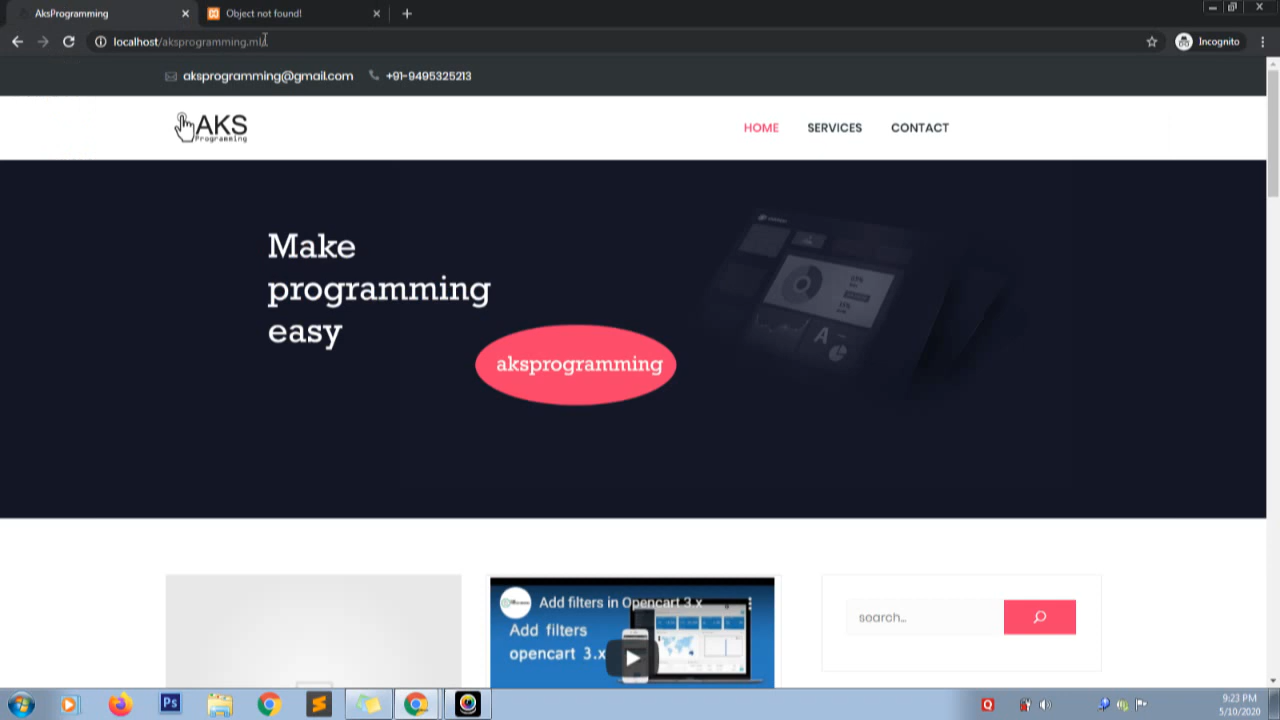 AksProgramming
Object not found!
localhost/aksprogramming.ml/
Incognito
aksprogramming@gmail.com
+91-9495325213
AKS
Programming
HOME
SERVICES
CONTACT
Make
programming
easy
aksprogramming
Add filters in Opencart 3.x
Add filters
opencart 3.x
search...
9:23 PM
5/10/2020